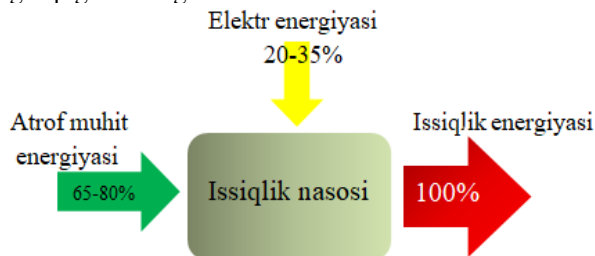 Elektr energiyasi
20-35%
Atrof muhit
energiyasi
65-80%
Issiqlik nasosi
Issiqlik energiyasi
100%